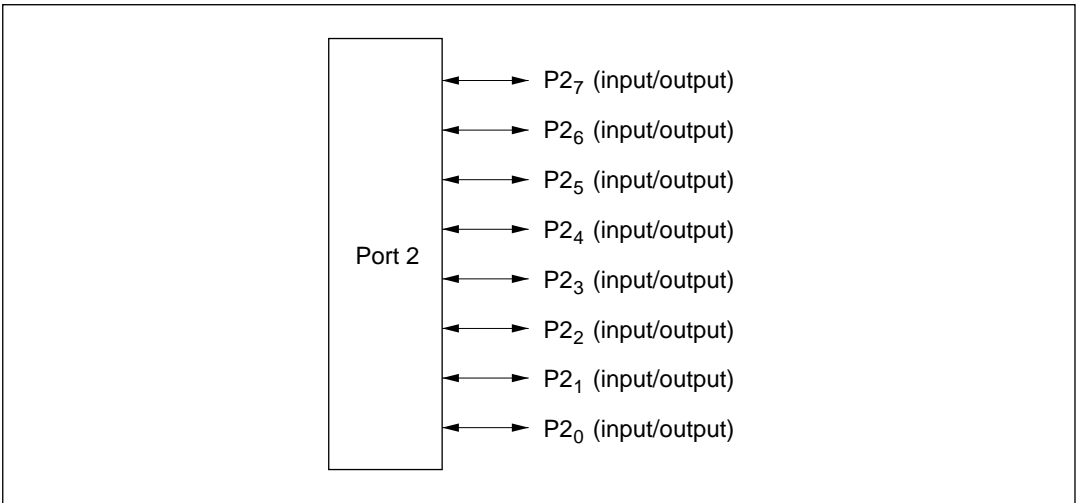 P2₇ (input/output)
P2₆ (input/output)
P2₅ (input/output)
P2₄ (input/output)
Port 2
P2₃ (input/output)
P2₂ (input/output)
P2₁ (input/output)
P2₀ (input/output)